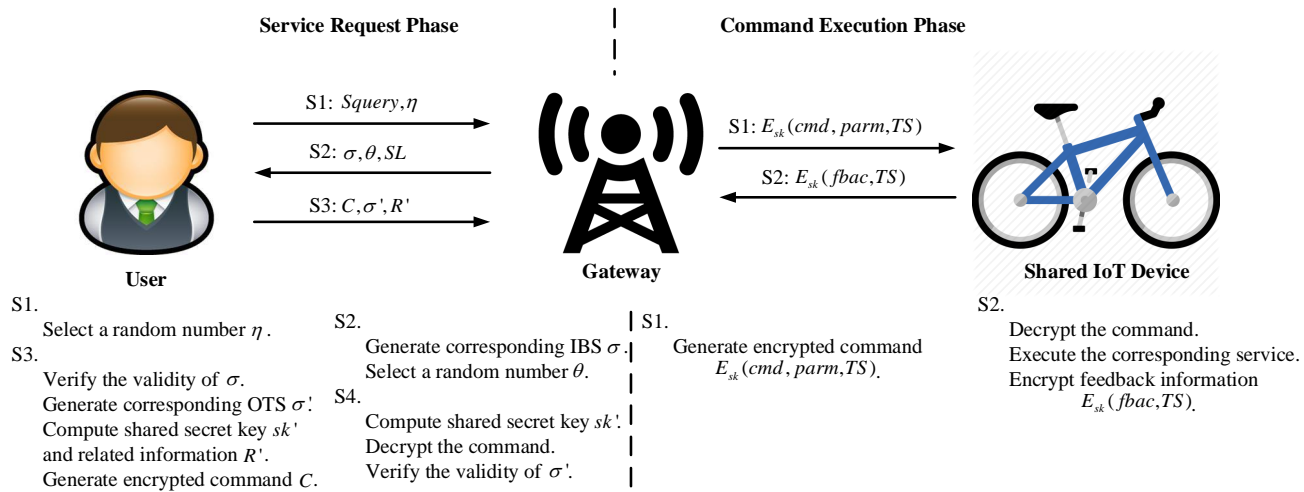 Service Request Phase
Command Execution Phase
S1: Squery,η
S2: σ,θ,SL
S3: C,σ',R'
S1: E_sk(cmd, parm,TS)
S2: E_sk(fbac,TS)
User
Gateway
Shared IoT Device
S1.
Select a random number η.
S3.
Verify the validity of σ.
Generate corresponding OTS σ'.
Compute shared secret key sk'
and related information R'.
Generate encrypted command C.
S2.
Generate corresponding IBS σ.
Select a random number θ.
S4.
Compute shared secret key sk'.
Decrypt the command.
Verify the validity of σ'.
S1.
Generate encrypted command
E_sk(cmd, parm,TS).
S2.
Decrypt the command.
Execute the corresponding service.
Encrypt feedback information
E_sk(fbac,TS).